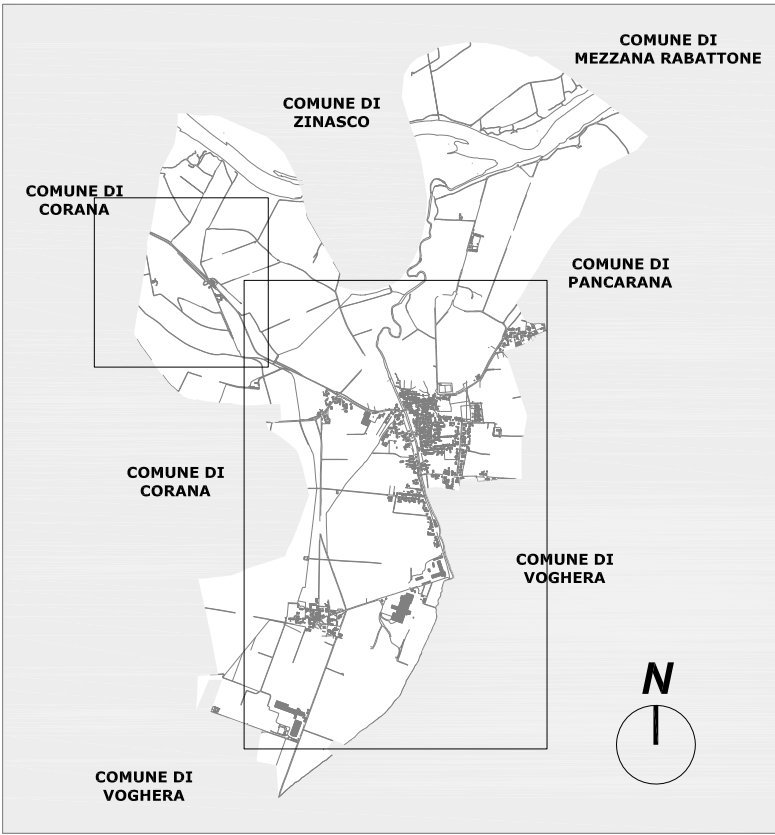 COMUNE DI
MEZZANA RABATTONE
COMUNE DI
ZINASCO
COMUNE DI
CORANA
COMUNE DI
PANCARANA
COMUNE DI
CORANA
COMUNE DI
VOGHERA
N
COMUNE DI
VOGHERA